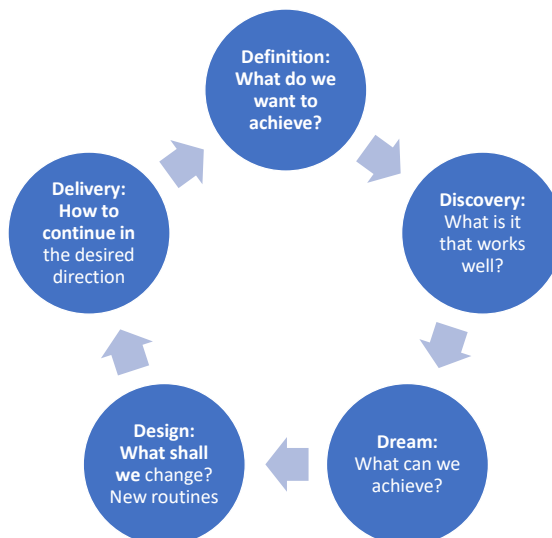 Definition:
What do we
want to
achieve?
Discovery:
What is it
that works
well?
Dream:
What can we
achieve?
Design:
What shall
we change?
New routines
Delivery:
How to
continue in
the desired
direction